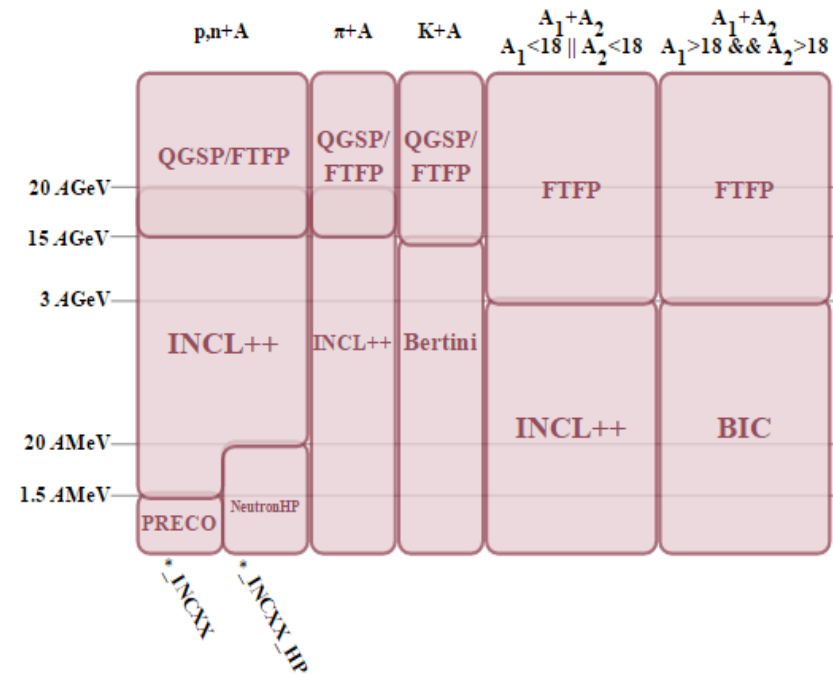 p,n+A
π+A
K+A
A1+A2
A1<18 || A2<18
A1+A2
A1>18 && A2>18
QGSP/FTFP
QGSP/
FTFP
QGSP/
FTFP
FTFP
FTFP
20 AGeV
15 AGeV
3 AGeV
INCL++
INCL++
Bertini
INCL++
BIC
20 AMeV
1.5 AMeV
PRECO
NeutronHP
*_INCXX
*_INCXX_HP